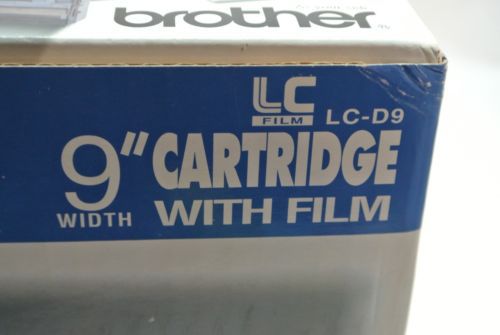 brother
LC
FILM
LC-D9
9" CARTRIDGE
WIDTH WITH FILM